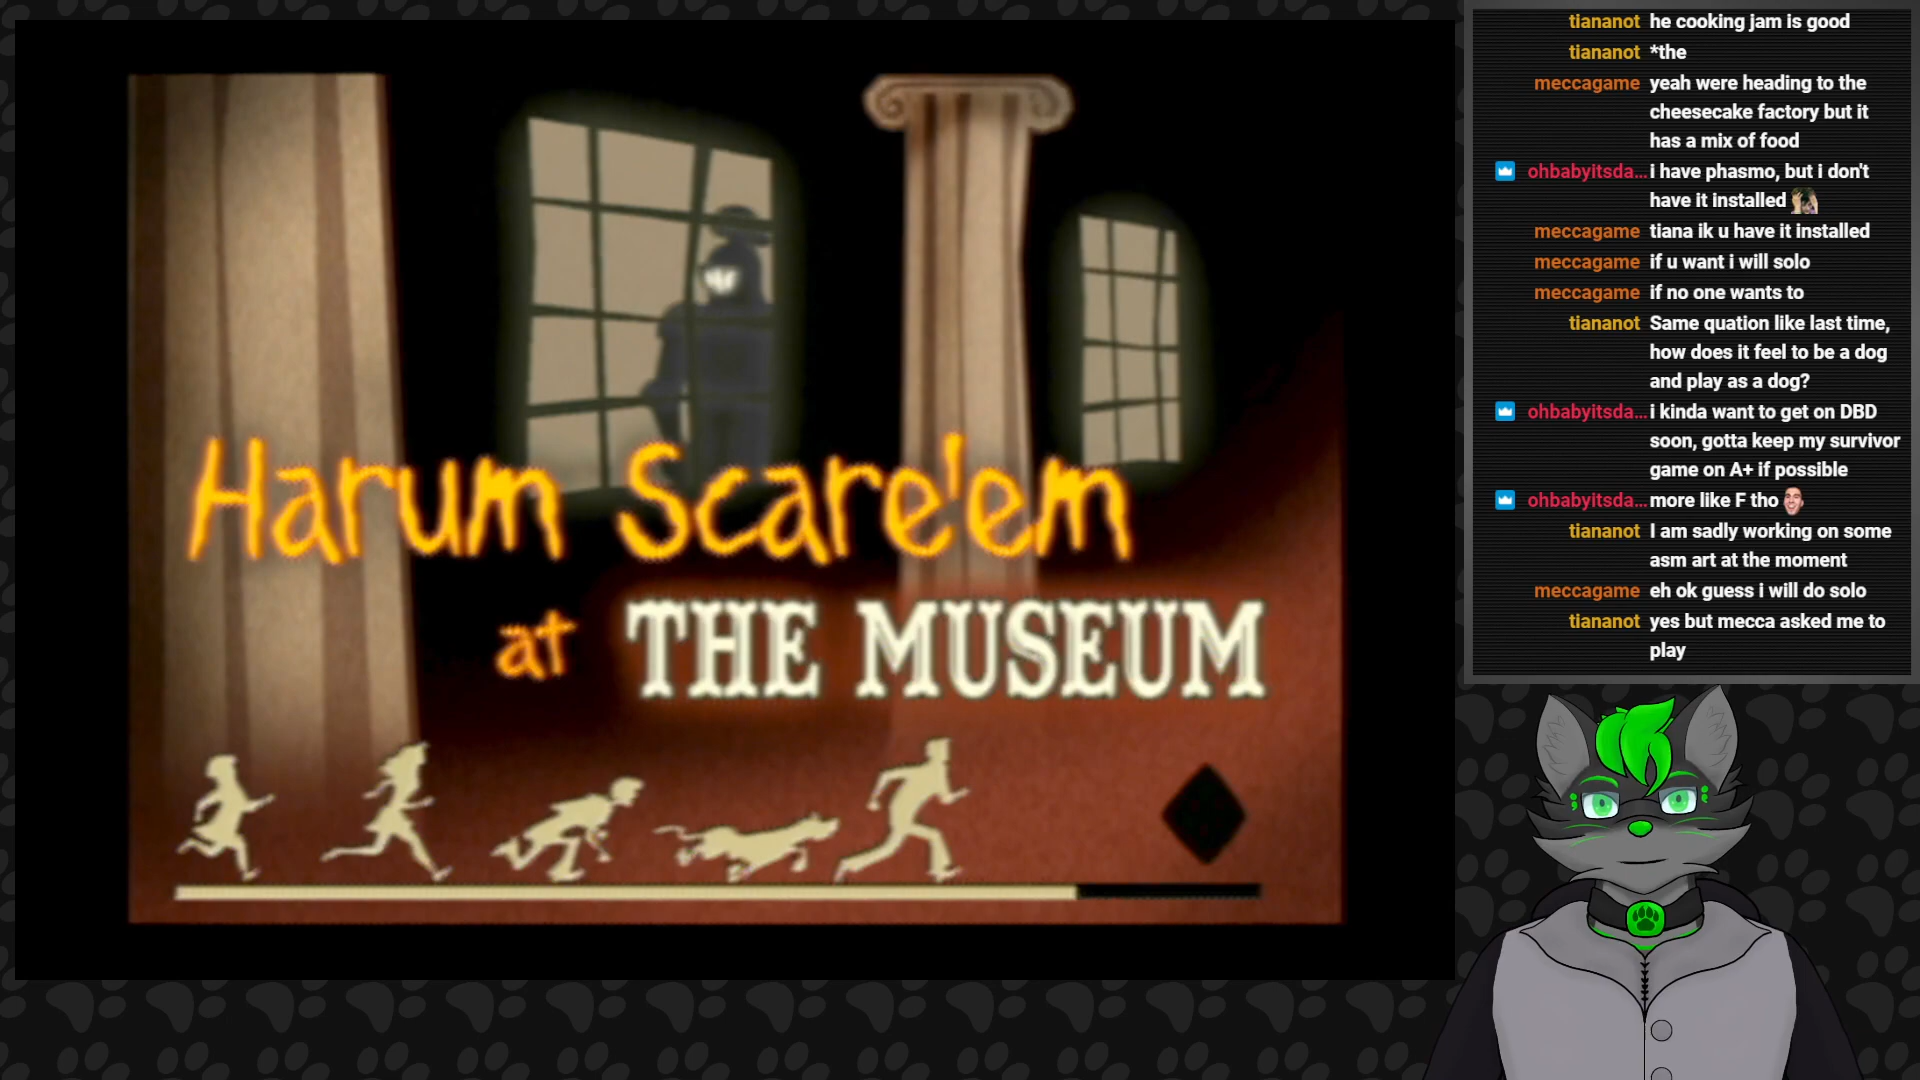 Harum Scare'em
at THE MUSEUM
tiananot he cooking jam is good
tiananot *the
meccagame yeah were heading to the
cheesecake factory but it
has a mix of food
ohbabyitsda... i have phasmo, but i don't
have it installed
meccagame tiana ik u have it installed
meccagame if u want i will solo
meccagame if no one wants to
tiananot Same quation like last time,
how does it feel to be a dog
and play as a dog?
ohbabyitsda... i kinda want to get on DBD
soon, gotta keep my survivor
game on A+ if possible
ohbabyitsda... more like F tho
tiananot I am sadly working on some
asm art at the moment
meccagame eh ok guess i will do solo
tiananot yes but mecca asked me to
play